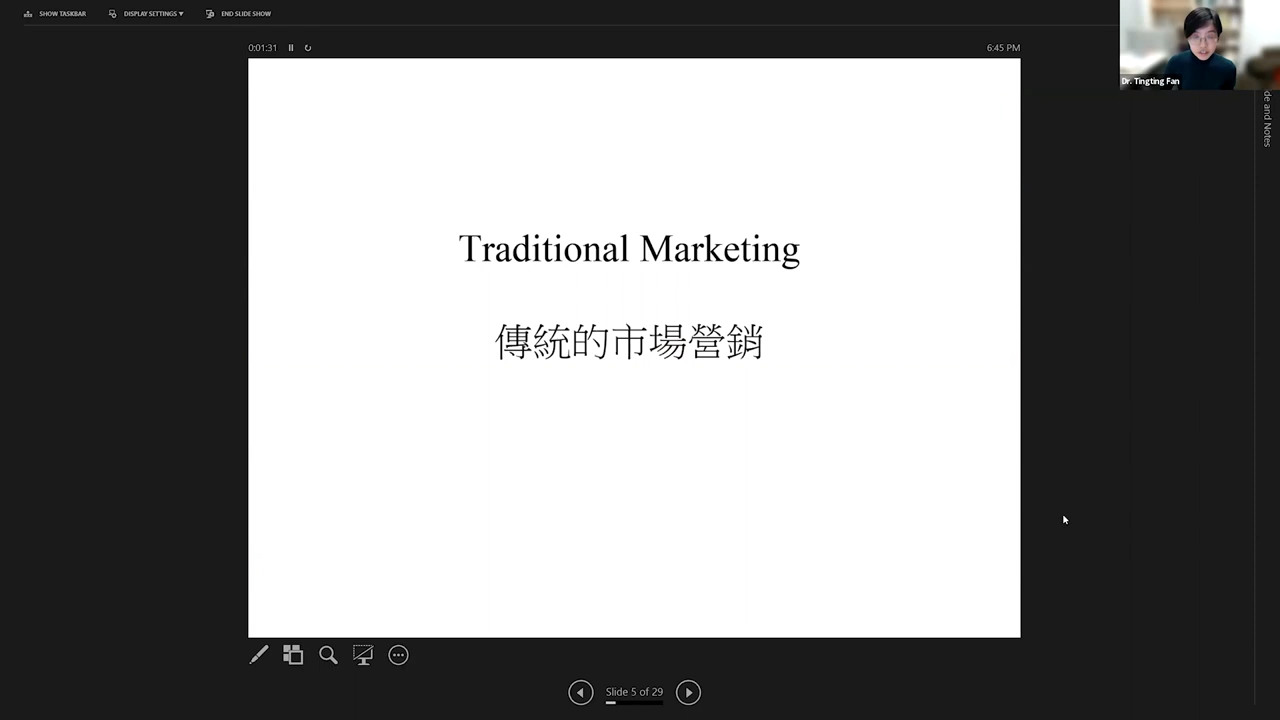 SHOW TASKBAR
DISPLAY SETTINGS ▾
END SLIDE SHOW
0:01:31
6:45 PM
Dr. Tingting Fan
de and Notes
Traditional Marketing
傳統的市場營銷
Slide 5 of 29